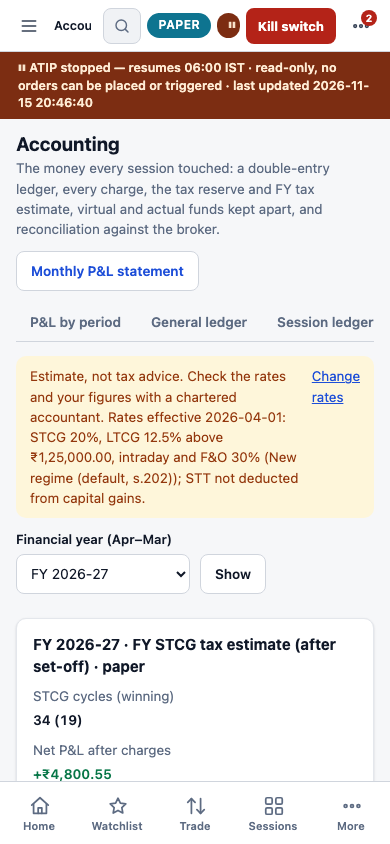 Accou
PAPER
Kill switch
2
ATIP stopped — resumes 06:00 IST · read-only, no
orders can be placed or triggered · last updated 2026-11-
15 20:46:40
Accounting
The money every session touched: a double-entry
ledger, every charge, the tax reserve and FY tax
estimate, virtual and actual funds kept apart, and
reconciliation against the broker.
Monthly P&L statement
P&L by period
General ledger
Session ledger
Estimate, not tax advice. Check the rates
and your figures with a chartered
accountant. Rates effective 2026-04-01:
STCG 20%, LTCG 12.5% above
₹1,25,000.00, intraday and F&O 30% (New
regime (default, s.202)); STT not deducted
from capital gains.
Change
rates
Financial year (Apr–Mar)
FY 2026-27
Show
FY 2026-27 · FY STCG tax estimate (after
set-off) · paper
STCG cycles (winning)
34 (19)
Net P&L after charges
+₹4,800.55
Home
Watchlist
Trade
Sessions
More